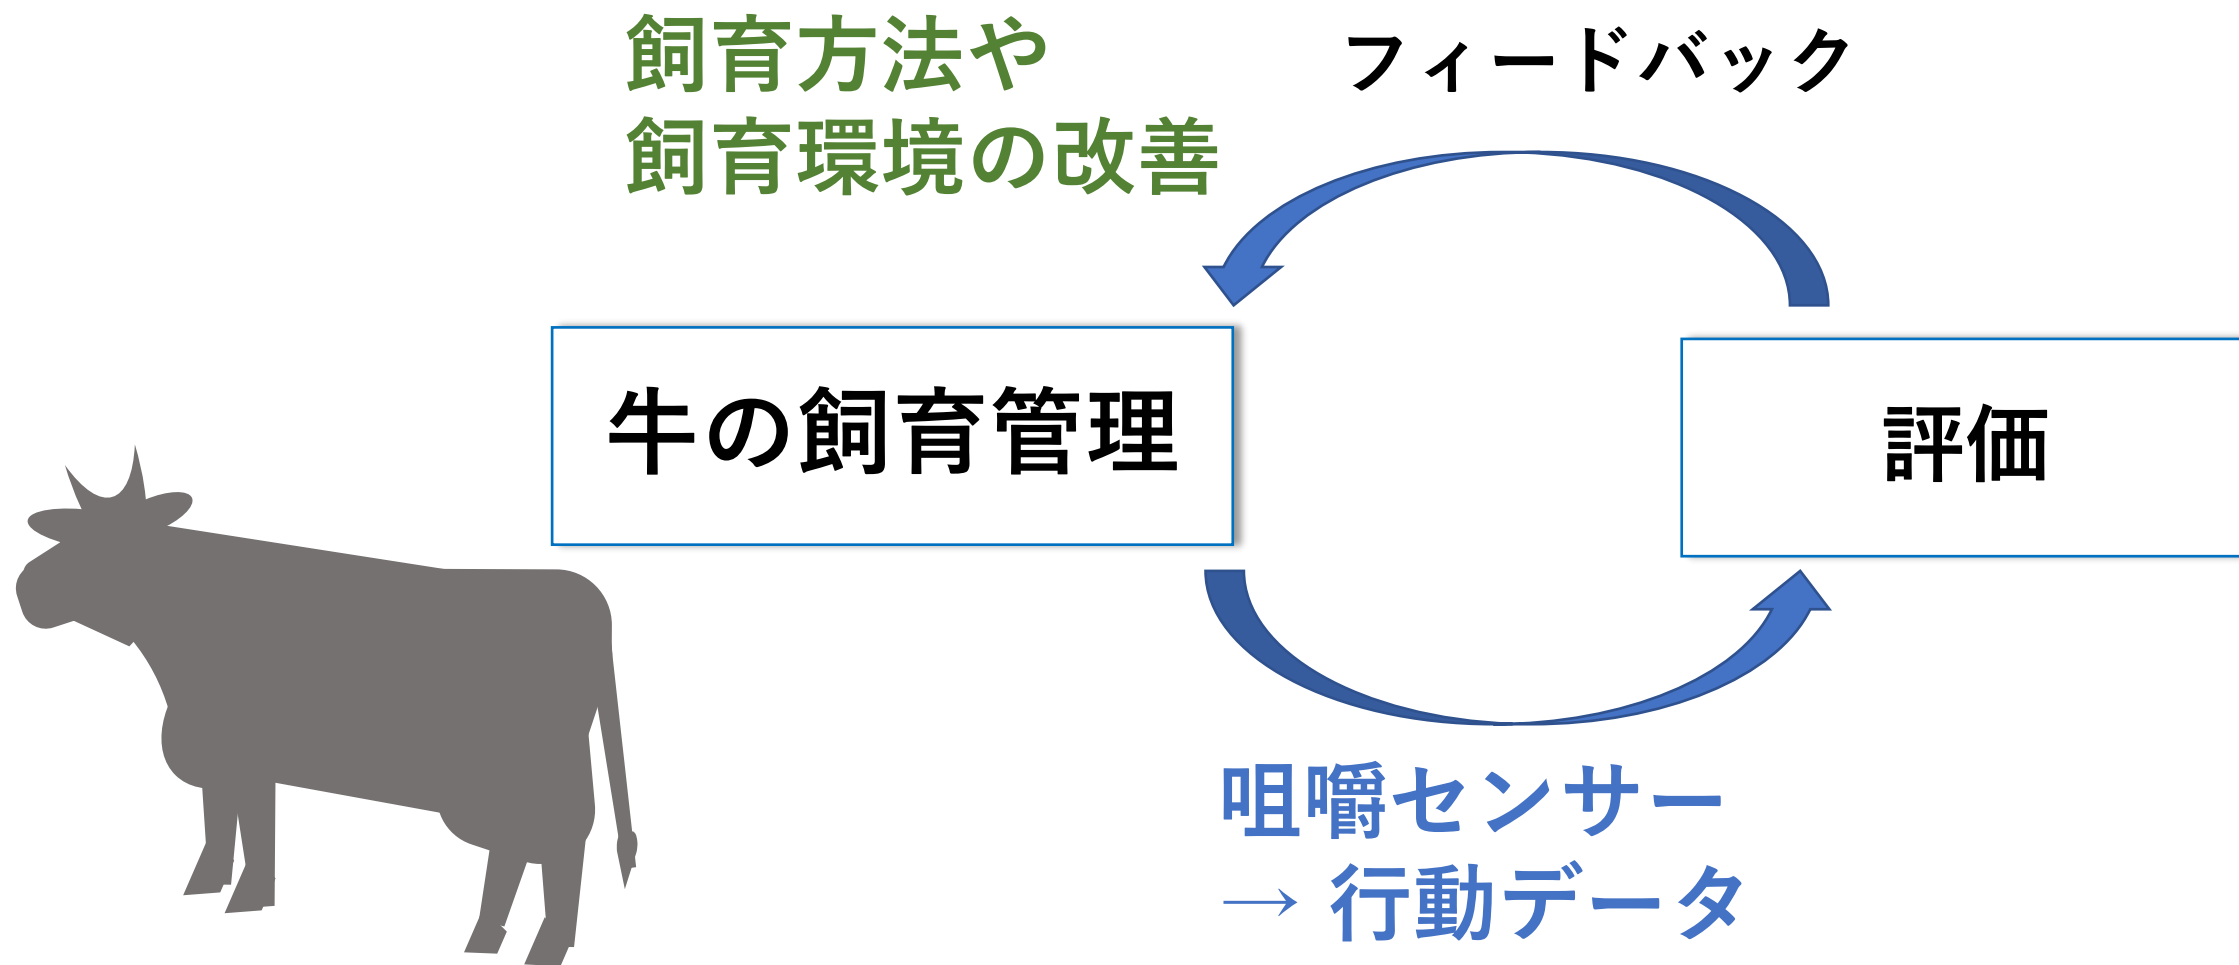 飼育方法や
飼育環境の改善
フィードバック
牛の飼育管理
評価
咀嚼センサー
→ 行動データ